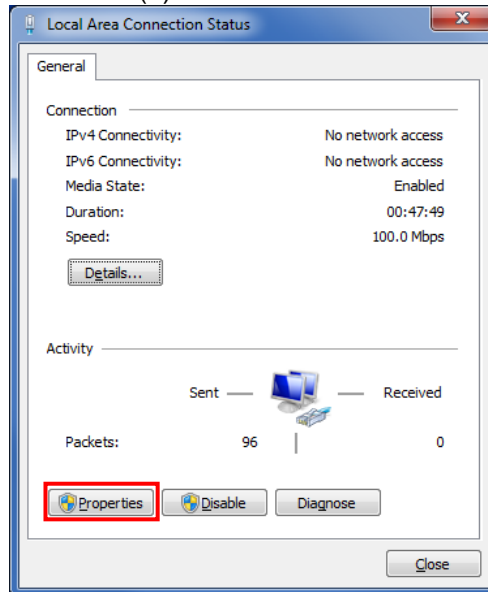 Local Area Connection Status
General
Connection
IPv4 Connectivity: No network access
IPv6 Connectivity: No network access
Media State: Enabled
Duration: 00:47:49
Speed: 100.0 Mbps
Details...
Activity
Sent Received
Packets: 96 0
Properties Disable Diagnose
Close